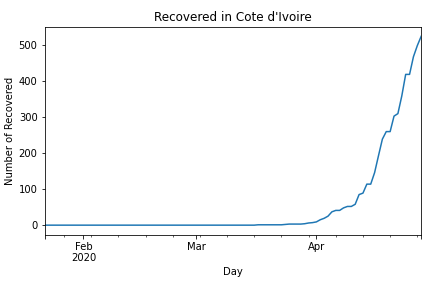 Recovered in Cote d'Ivoire
Number of Recovered
500
400
300
200
100
0
Feb
2020
Mar
Apr
Day